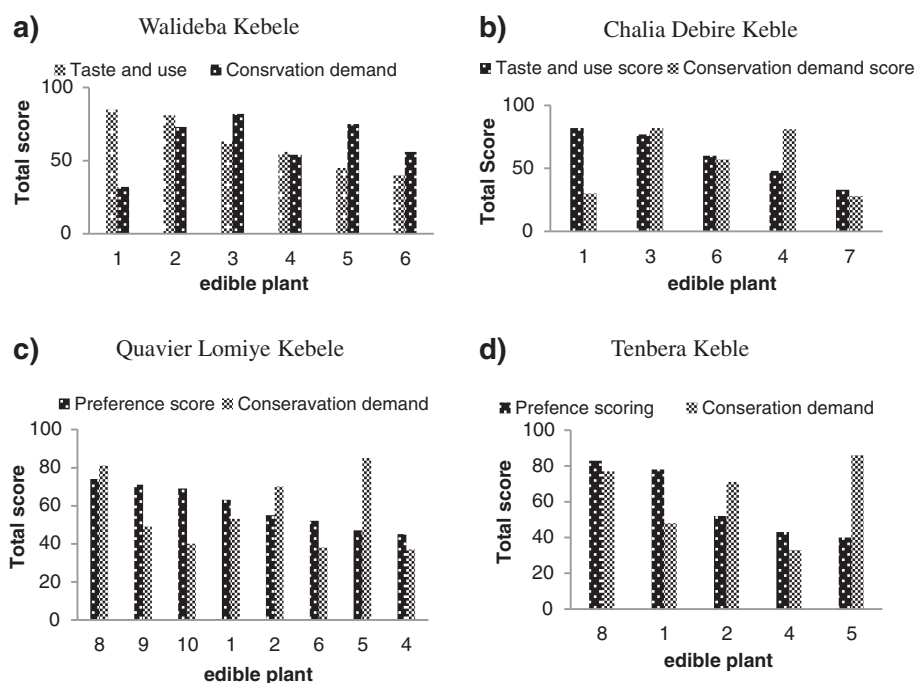 a) Walideba Kebele
Taste and use Consrvation demand
100
50
0
Total score
1 2 3 4 5 6
edible plant
b) Chalia Debire Keble
Taste and use score Conservation demand score
100
50
0
Total Score
1 3 6 4 7
edible plant
c) Quavier Lomiye Kebele
Preference score Conseravation demand
100
80
60
40
20
0
Total score
8 9 10 1 2 6 5 4
edible plant
d) Tenbera Keble
Prefence scoring Conseration demand
100
80
60
40
20
0
Total score
8 1 2 4 5
edible plant